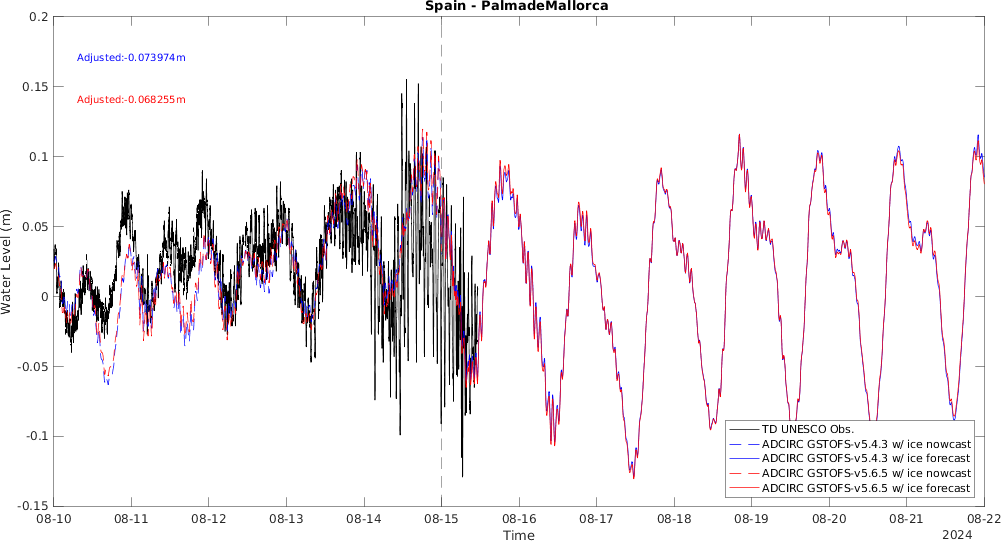 Spain - PalmadeMallorca
0.2
0.15
0.1
0.05
0
-0.05
-0.1
-0.15
Water Level (m)
Adjusted:-0.073974m
Adjusted:-0.068255m
TD UNESCO Obs.
ADCIRC GSTOFS-v5.4.3 w/ ice nowcast
ADCIRC GSTOFS-v5.4.3 w/ ice forecast
ADCIRC GSTOFS-v5.6.5 w/ ice nowcast
ADCIRC GSTOFS-v5.6.5 w/ ice forecast
08-10 08-11 08-12 08-13 08-14 08-15 08-16 08-17 08-18 08-19 08-20 08-21 08-22
Time
2024